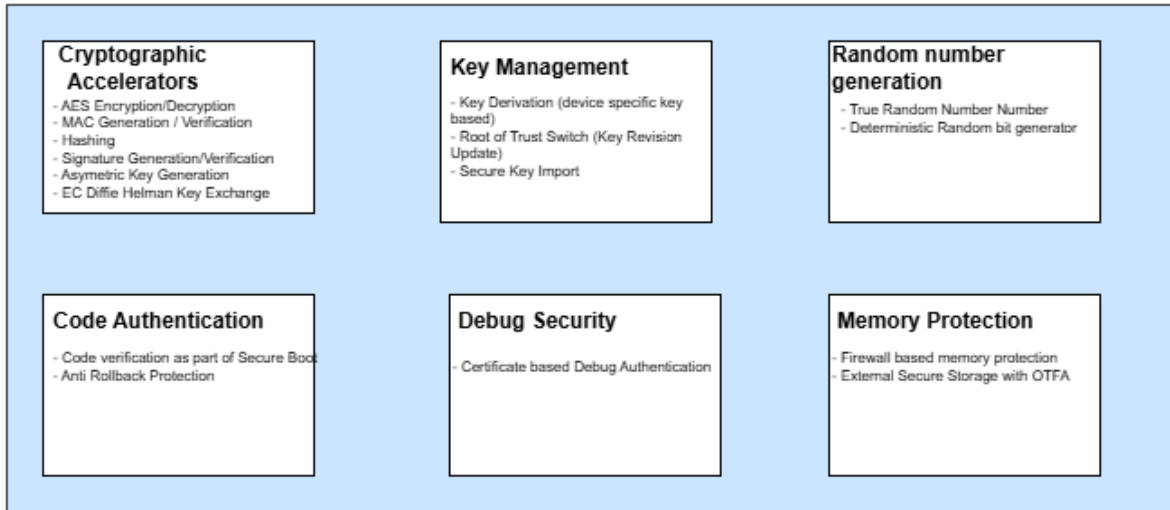 Cryptographic
Accelerators
- AES Encryption/Decryption
- MAC Generation / Verification
- Hashing
- Signature Generation/Verification
- Asymetric Key Generation
- EC Diffie Helman Key Exchange
Key Management
- Key Derivation (device specific key
based)
- Root of Trust Switch (Key Revision
Update)
- Secure Key Import
Random number
generation
- True Random Number Number
- Deterministic Random bit generator
Code Authentication
- Code verification as part of Secure Boot
- Anti Rollback Protection
Debug Security
- Certificate based Debug Authentication
Memory Protection
- Firewall based memory protection
- External Secure Storage with OTFA